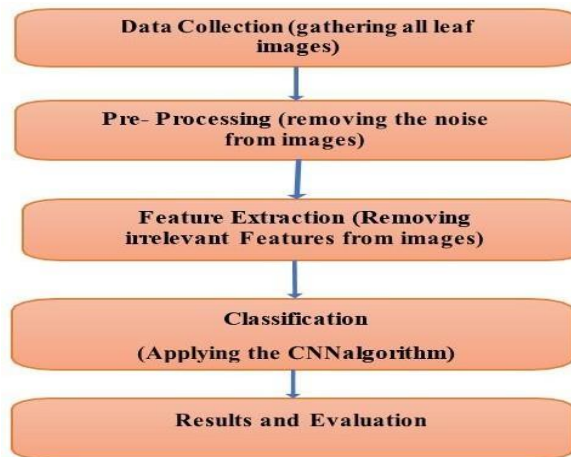 Data Collection (gathering all leaf
images)
Pre- Processing (removing the noise
from images)
Feature Extraction (Removing
irrelevant Features from images)
Classification
(Applying the CNNalgorithm)
Results and Evaluation